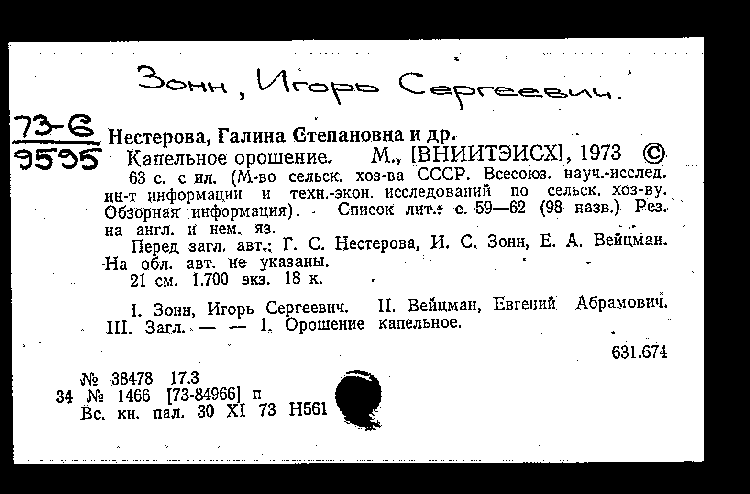 Зонн, Игорь Сергеевич.
73-6
9595
Нестерова, Галина Степановна и др.
Капельное орошение. М., [ВНИИТЭИСХ], 1973 ©
63 с. с ил. (М-во сельск. хоз-ва СССР. Всесоюз. науч.-исслед.
ин-т информации и техн.-экон. исследований по сельск. хоз-ву.
Обзорная информация). Список лит.: с. 59—62 (98 назв.) Рез.
на англ. и нем. яз.
Перед загл. авт.: Г. С. Нестерова, И. С. Зонн, Е. А. Вейцман.
На обл. авт. не указаны.
21 см. 1.700 экз. 18 к.
I. Зонн, Игорь Сергеевич. II. Вейцман, Евгений Абрамович.
III. Загл. — — 1. Орошение капельное.
631.674
№ 38478 17.3
34 № 1466 [73-84966] п
Вс. кн. пал. 30 XI 73 Н561